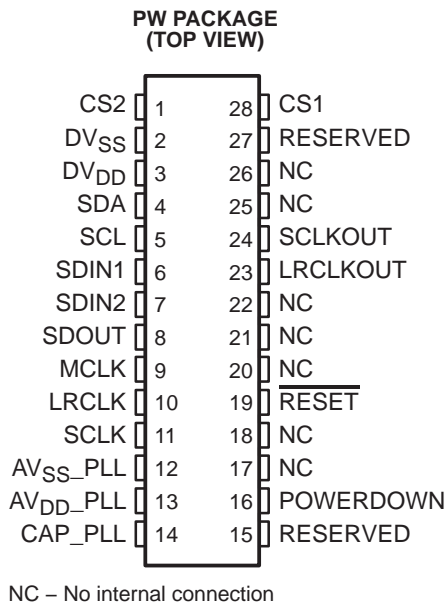 PW PACKAGE
(TOP VIEW)
CS2 1 28 CS1
DVSS 2 27 RESERVED
DVDD 3 26 NC
SDA 4 25 NC
SCL 5 24 SCLKOUT
SDIN1 6 23 LRCLKOUT
SDIN2 7 22 NC
SDOUT 8 21 NC
MCLK 9 20 NC
LRCLK 10 19 RESET
SCLK 11 18 NC
AVSS_PLL 12 17 NC
AVDD_PLL 13 16 POWERDOWN
CAP_PLL 14 15 RESERVED
NC – No internal connection